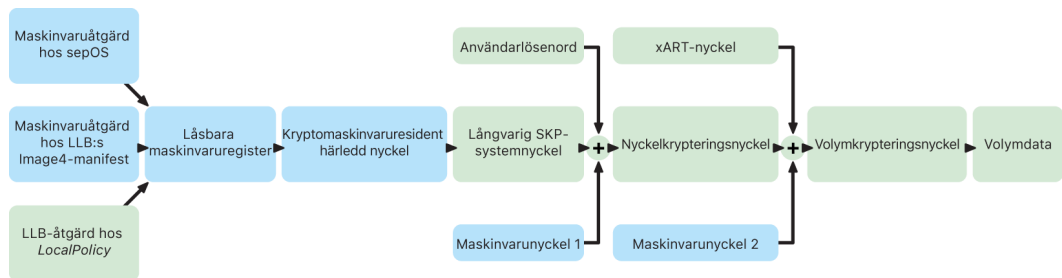 Maskinvaruåtgärd
hos sepOS
Användarlösenord
xART-nyckel
Maskinvaruåtgärd
hos LLB:s
Image4-manifest
Låsbara
maskinvaruregister
Kryptomaskinvaruresident
härledd nyckel
Långvarig SKP-
systemnyckel
+
Nyckelkrypteringsnyckel
+
Volymkrypteringsnyckel
Volymdata
LLB-åtgärd hos
LocalPolicy
Maskinvarunyckel 1
Maskinvarunyckel 2